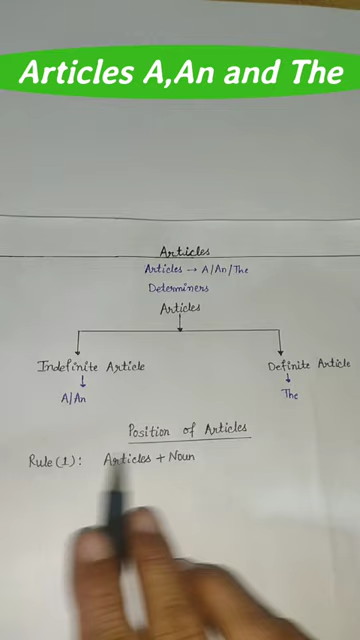 Articles A,An and The
Articles
Articles → A/An/The
Determiners
Articles
Indefinite Article
Definite Article
A/An
The
Position of Articles
Rule(1): Articles + Noun